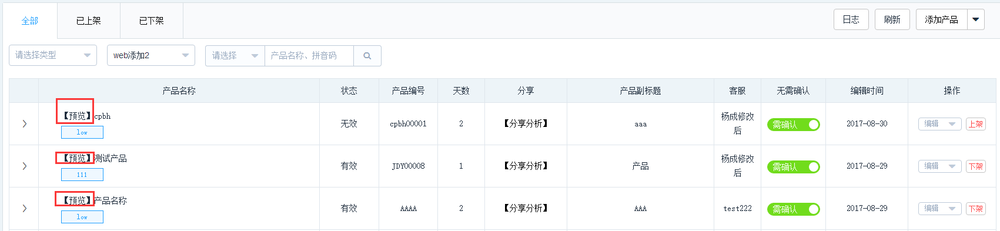 全部 已上架 已下架 日志 刷新 添加产品
请选择类型 web添加2 请选择 产品名称、拼音码
产品名称 状态 产品编号 天数 分享 产品副标题 客服 无需确认 编辑时间 操作
【预览】cpbh 无效 cpbh00001 2 【分享分析】 aaa 杨成修改后 需确认 2017-08-30 编辑 上架
low
【预览】测试产品 有效 JDY00008 1 【分享分析】 产品 杨成修改后 需确认 2017-08-29 编辑 下架
111
【预览】产品名称 有效 AAAA 2 【分享分析】 AAA test222 需确认 2017-08-29 编辑 下架
low